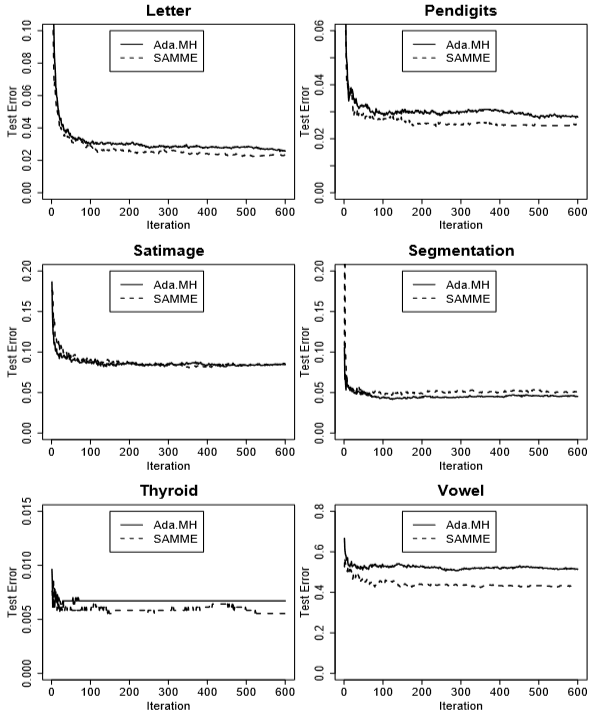 Letter
Test Error
0.00 0.02 0.04 0.06 0.08 0.10
Ada.MH
SAMME
0 100 200 300 400 500 600
Iteration
Pendigits
Test Error
0.00 0.02 0.04 0.06
Ada.MH
SAMME
0 100 200 300 400 500 600
Iteration
Satimage
Test Error
0.00 0.05 0.10 0.15 0.20
Ada.MH
SAMME
0 100 200 300 400 500 600
Iteration
Segmentation
Test Error
0.00 0.05 0.10 0.15 0.20
Ada.MH
SAMME
0 100 200 300 400 500 600
Iteration
Thyroid
Test Error
0.000 0.005 0.010 0.015
Ada.MH
SAMME
0 100 200 300 400 500 600
Iteration
Vowel
Test Error
0.0 0.2 0.4 0.6 0.8
Ada.MH
SAMME
0 100 200 300 400 500 600
Iteration